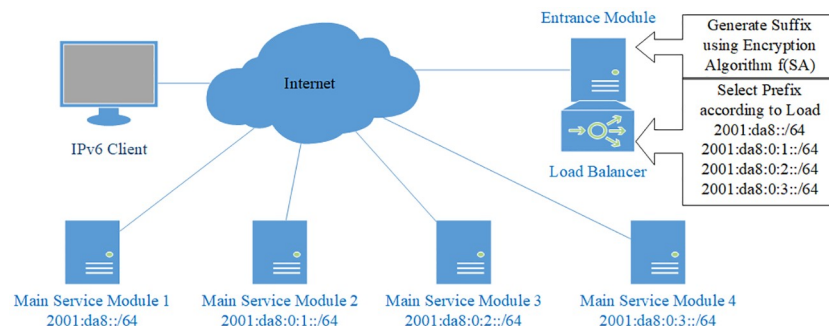 Entrance Module
Generate Suffix
using Encryption
Algorithm f(SA)
Internet
Select Prefix
according to Load
2001:da8::/64
2001:da8:0:1::/64
2001:da8:0:2::/64
2001:da8:0:3::/64
IPv6 Client
Load Balancer
Main Service Module 1
2001:da8::/64
Main Service Module 2
2001:da8:0:1::/64
Main Service Module 3
2001:da8:0:2::/64
Main Service Module 4
2001:da8:0:3::/64